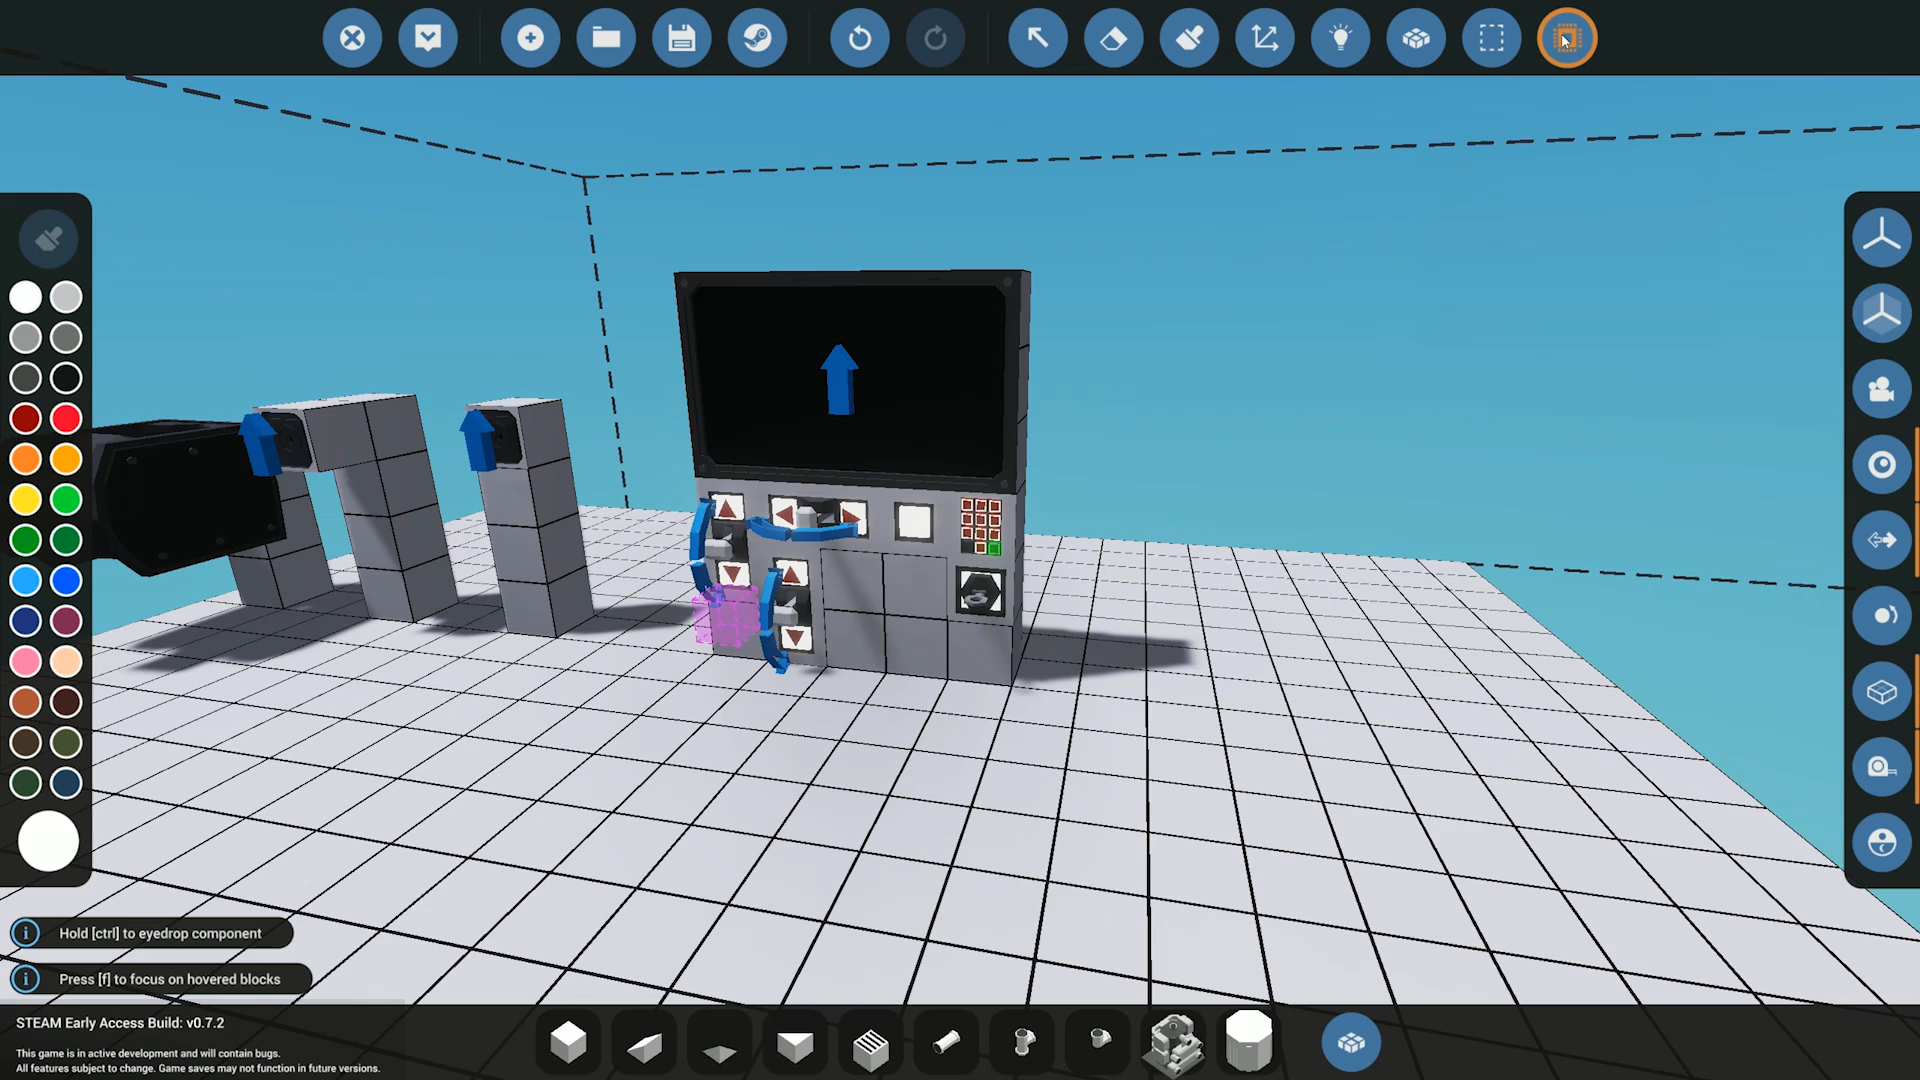 Hold [ctrl] to eyedrop component
Press [f] to focus on hovered blocks
STEAM Early Access Build: v0.7.2
This game is in active development and will contain bugs.
All features subject to change. Game saves may not function in future versions.